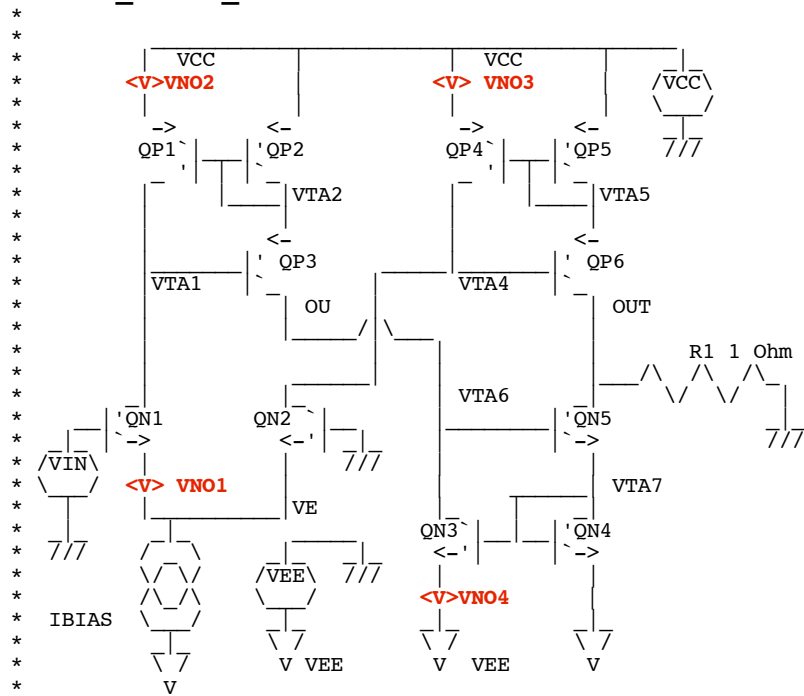 VCC VCC
<V>VNO2 <V> VNO3 VCC
-> <- -> <-
QP1 QP2 QP4 QP5
VTA2 VTA5
<- <-
QP3 QP6
VTA1 VTA4
OU OUT
R1 1 Ohm
VTA6
QN1 QN2 QN5
-> <- ->
VIN
<V> VNO1 VTA7
VE
QN3 QN4
<- ->
VEE
<V>VNO4
IBIAS
V VEE V VEE V
V